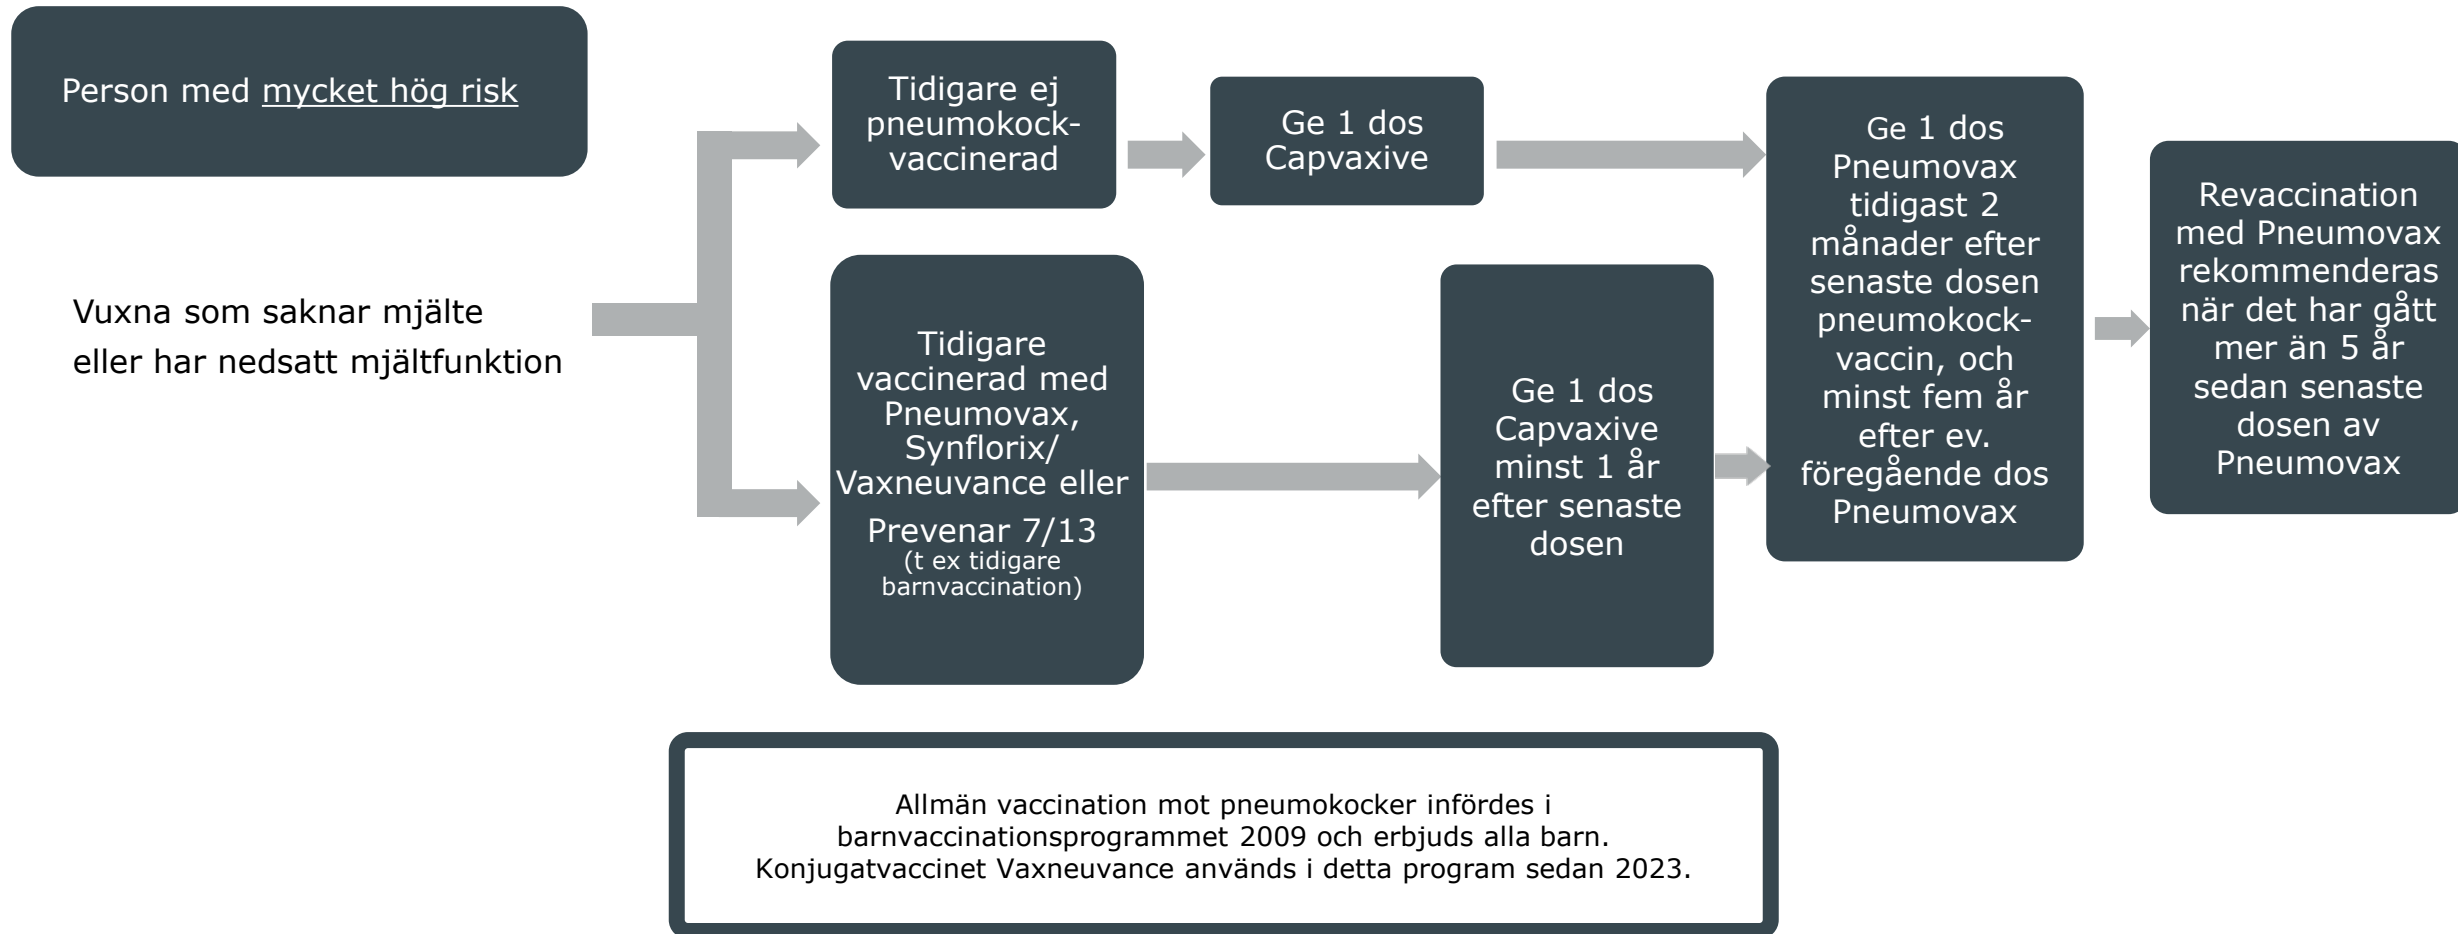 Person med mycket hög risk
Vuxna som saknar mjälte
eller har nedsatt mjältfunktion
Tidigare ej
pneumokock-
vaccinerad
Ge 1 dos
Capvaxive
Tidigare
vaccinerad med
Pneumovax,
Synflorix/
Vaxneuvance eller
Prevenar 7/13
(t ex tidigare
barnvaccination)
Ge 1 dos
Capvaxive
minst 1 år
efter senaste
dosen
Ge 1 dos
Pneumovax
tidigast 2
månader efter
senaste dosen
pneumokock-
vaccin, och
minst fem år
efter ev.
föregående dos
Pneumovax
Revaccination
med Pneumovax
rekommenderas
när det har gått
mer än 5 år
sedan senaste
dosen av
Pneumovax
Allmän vaccination mot pneumokocker infördes i
barnvaccinationsprogrammet 2009 och erbjuds alla barn.
Konjugatvaccinet Vaxneuvance används i detta program sedan 2023.